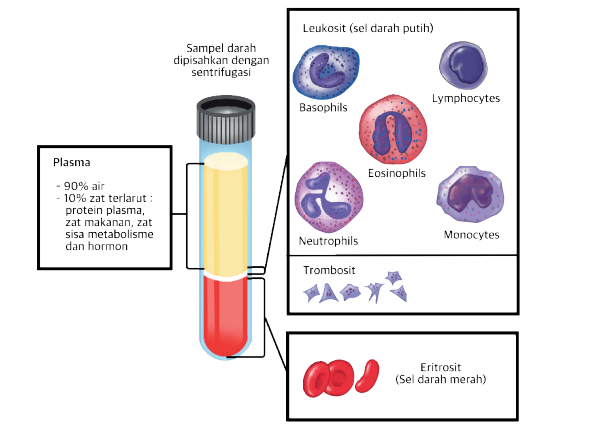 Sampel darah
dipisahkan dengan
sentrifugasi
Plasma
- 90% air
- 10% zat terlarut :
protein plasma,
zat makanan, zat
sisa metabolisme
dan hormon
Leukosit (sel darah putih)
Basophils
Lymphocytes
Eosinophils
Neutrophils
Monocytes
Trombosit
Eritrosit
(Sel darah merah)